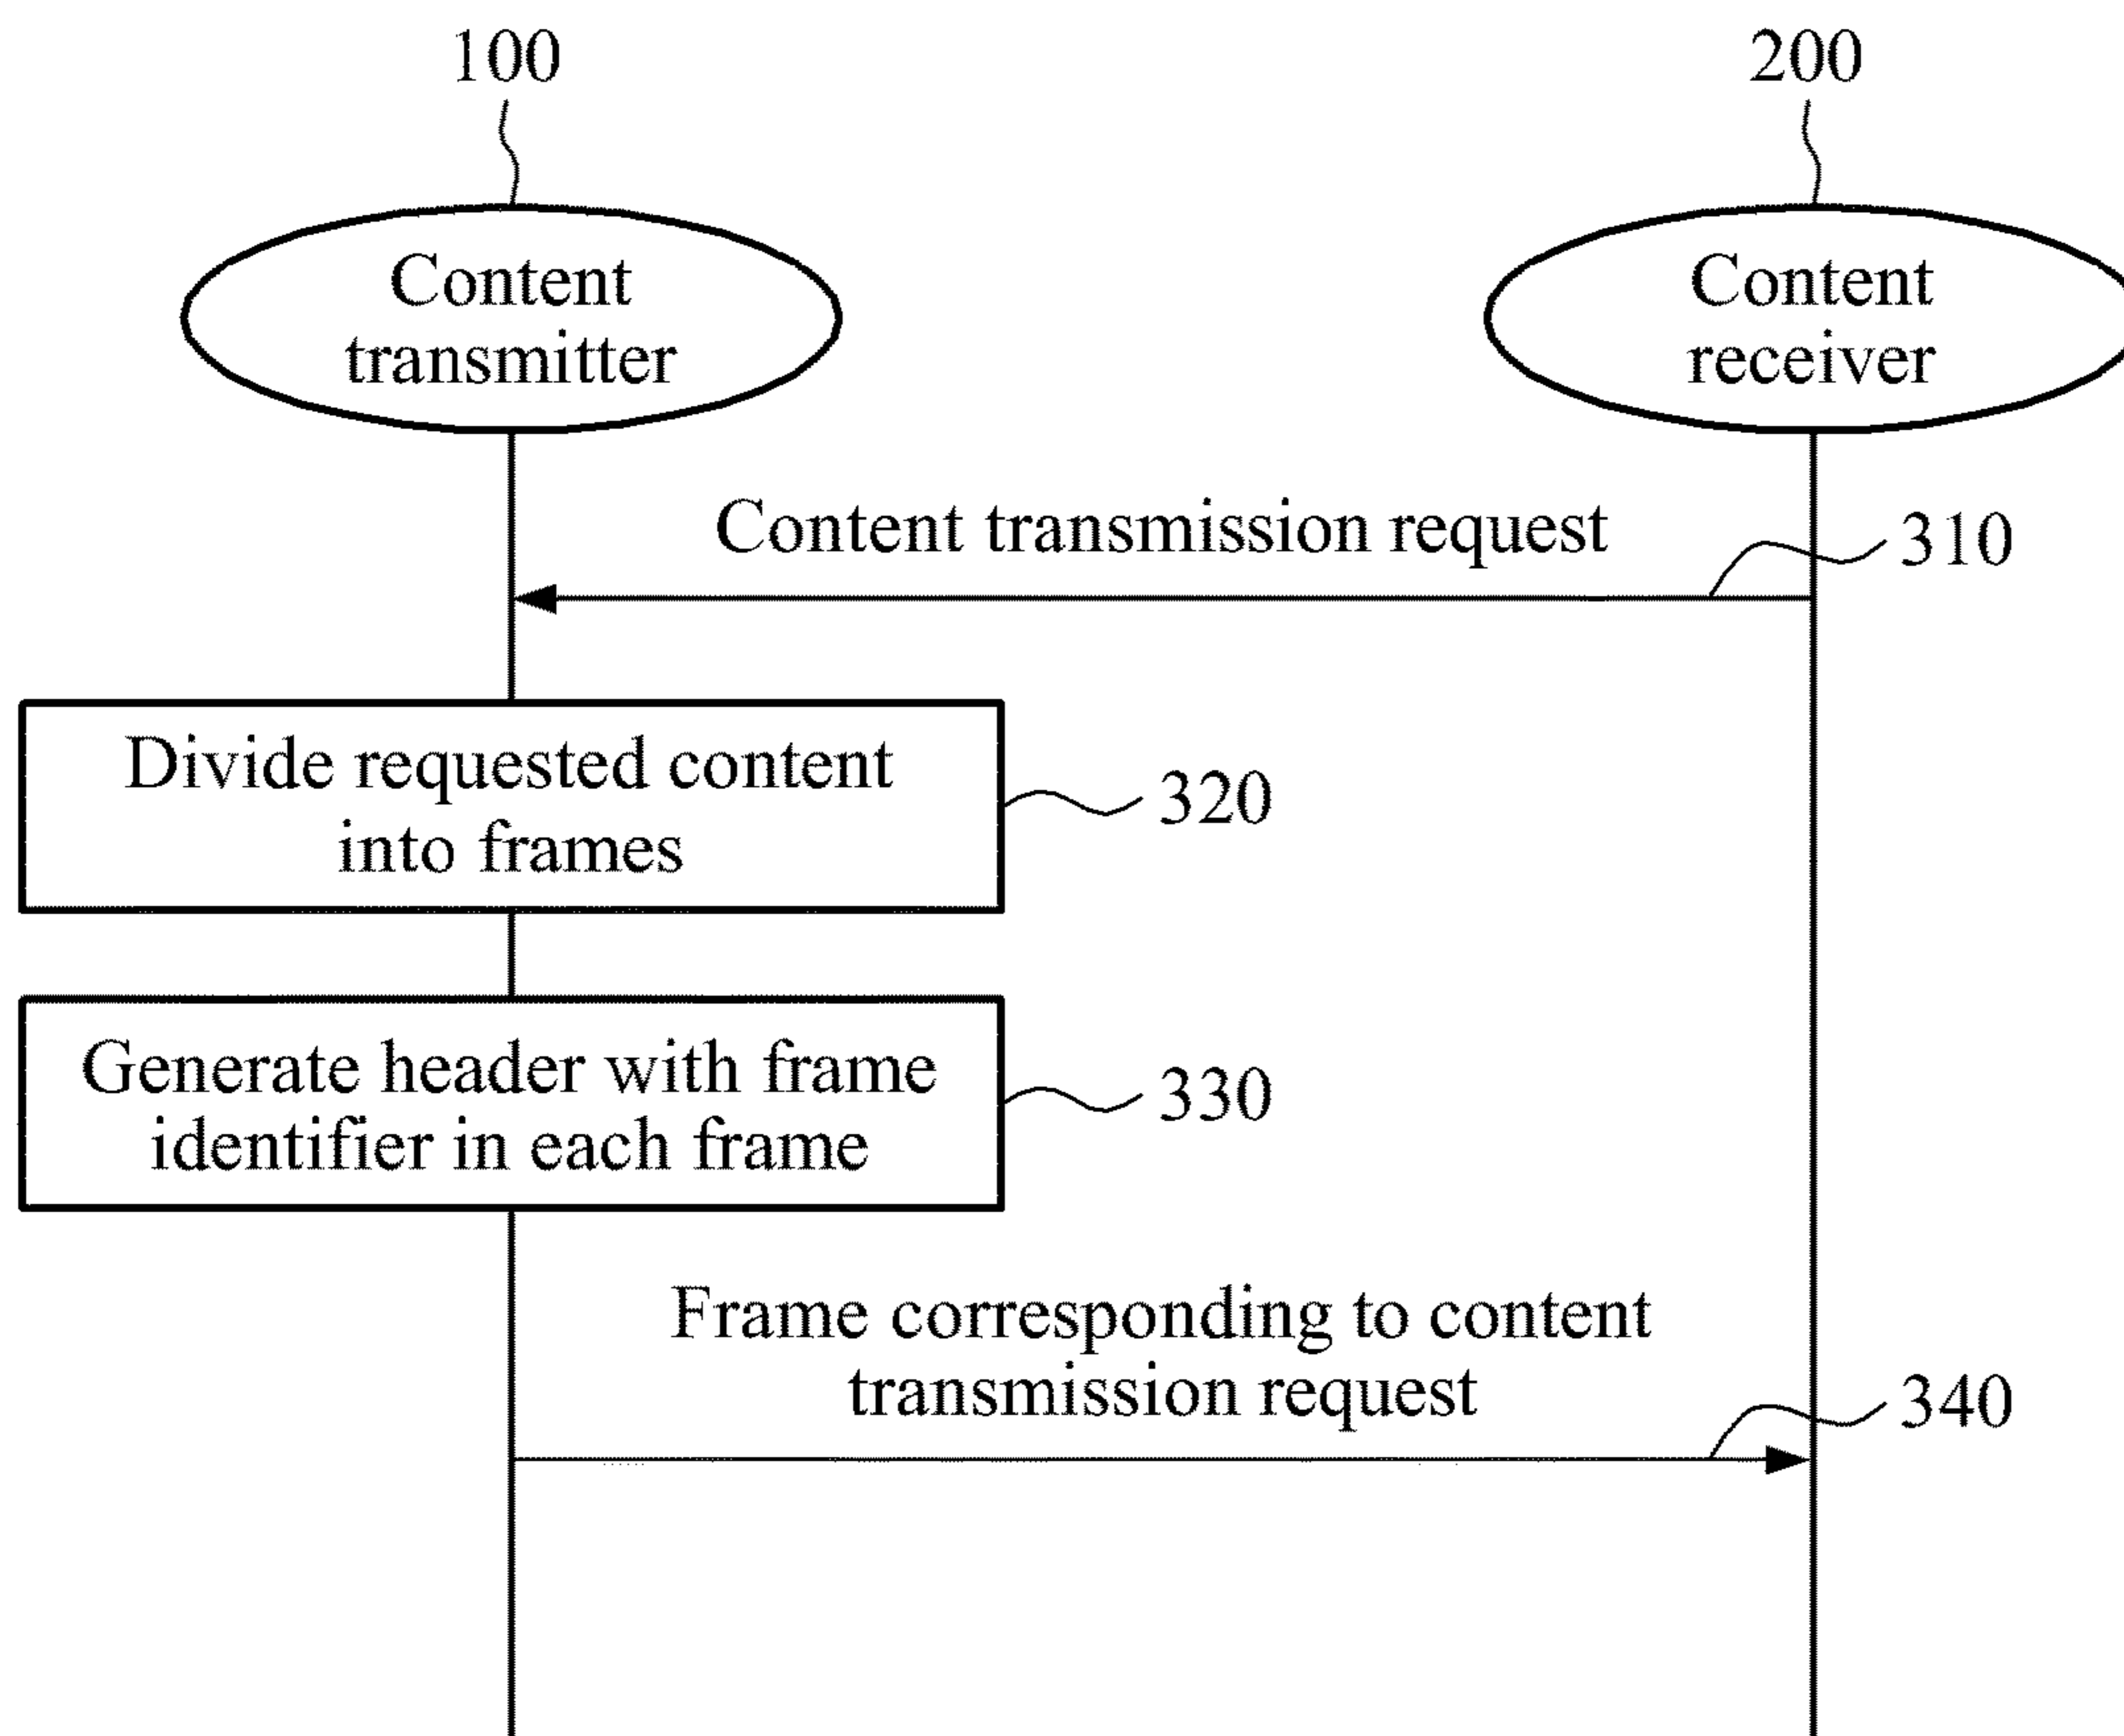 100
200
Content
transmitter
Content
receiver
Content transmission request
310
Divide requested content
into frames
320
Generate header with frame
identifier in each frame
330
Frame corresponding to content
transmission request
340